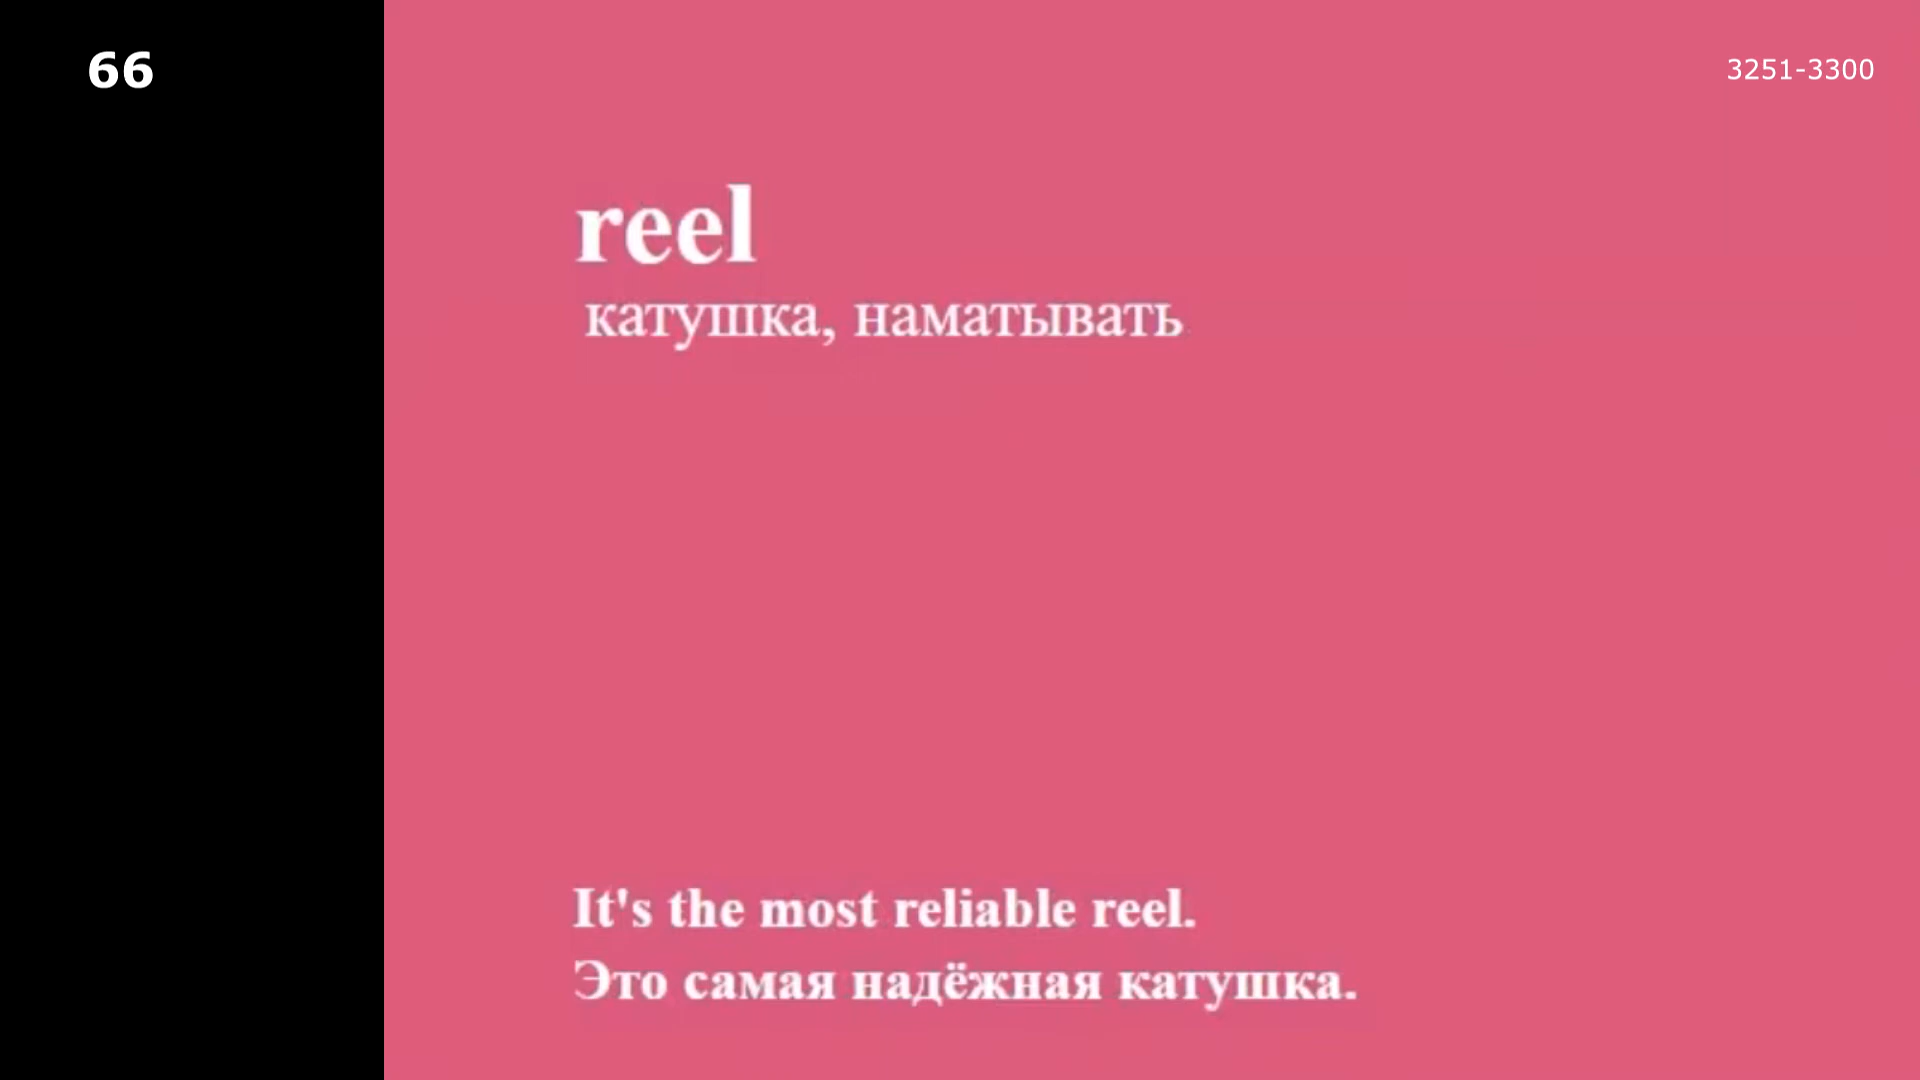 66
3251-3300
reel
катушка, наматывать
It's the most reliable reel.
Это самая надёжная катушка.